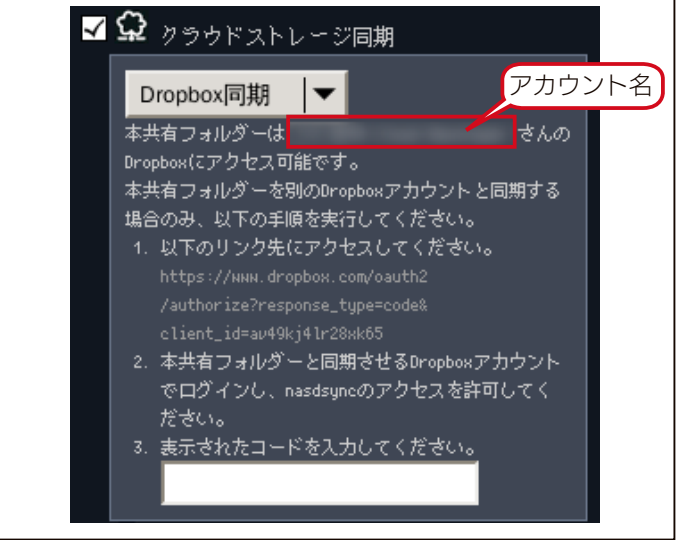 クラウドストレージ同期
Dropbox同期
アカウント名
本共有フォルダーは さんの
Dropboxにアクセス可能です。
本共有フォルダーを別のDropboxアカウントと同期する
場合のみ、以下の手順を実行してください。
1. 以下のリンク先にアクセスしてください。
https://www.dropbox.com/oauth2
/authorize?response_type=code&
client_id=av49kj41r28xk65
2. 本共有フォルダーと同期させるDropboxアカウント
でログインし、nasdsyncのアクセスを許可してく
ださい。
3. 表示されたコードを入力してください。